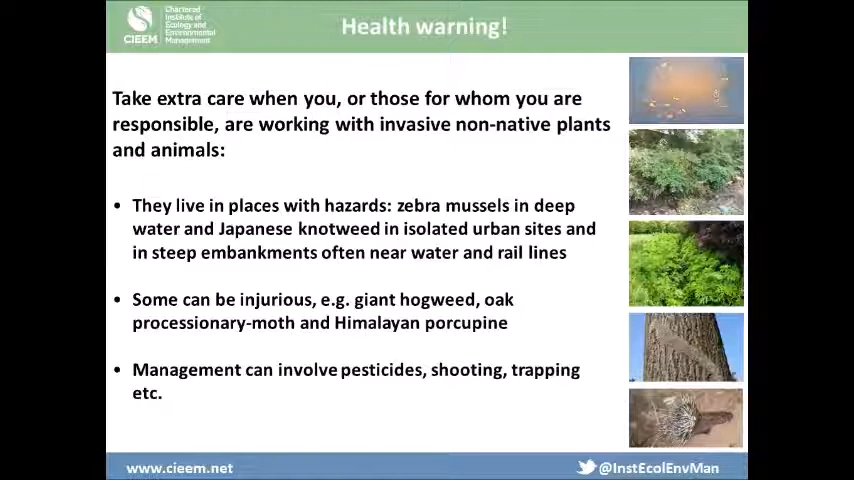 Chartered
Institute of
Ecology and
Environmental
Management
CIEEM
Health warning!
Take extra care when you, or those for whom you are
responsible, are working with invasive non-native plants
and animals:
• They live in places with hazards: zebra mussels in deep
water and Japanese knotweed in isolated urban sites and
in steep embankments often near water and rail lines
• Some can be injurious, e.g. giant hogweed, oak
processionary-moth and Himalayan porcupine
• Management can involve pesticides, shooting, trapping
etc.
www.cieem.net
@InstEcolEnvMan